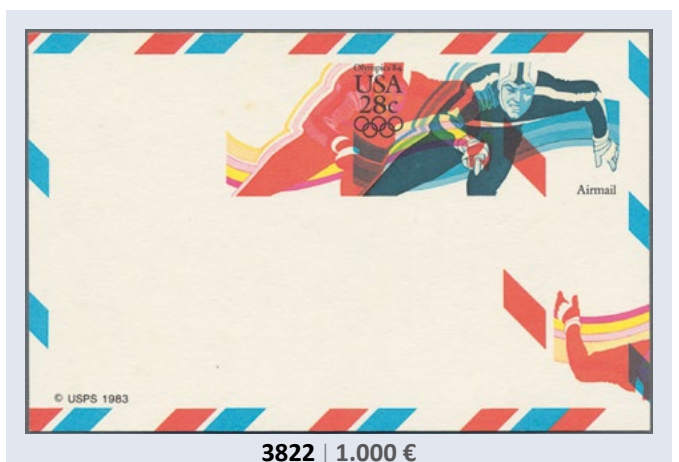 Olympics 84
USA
28c
Airmail
© USPS 1983
3822 | 1.000 €